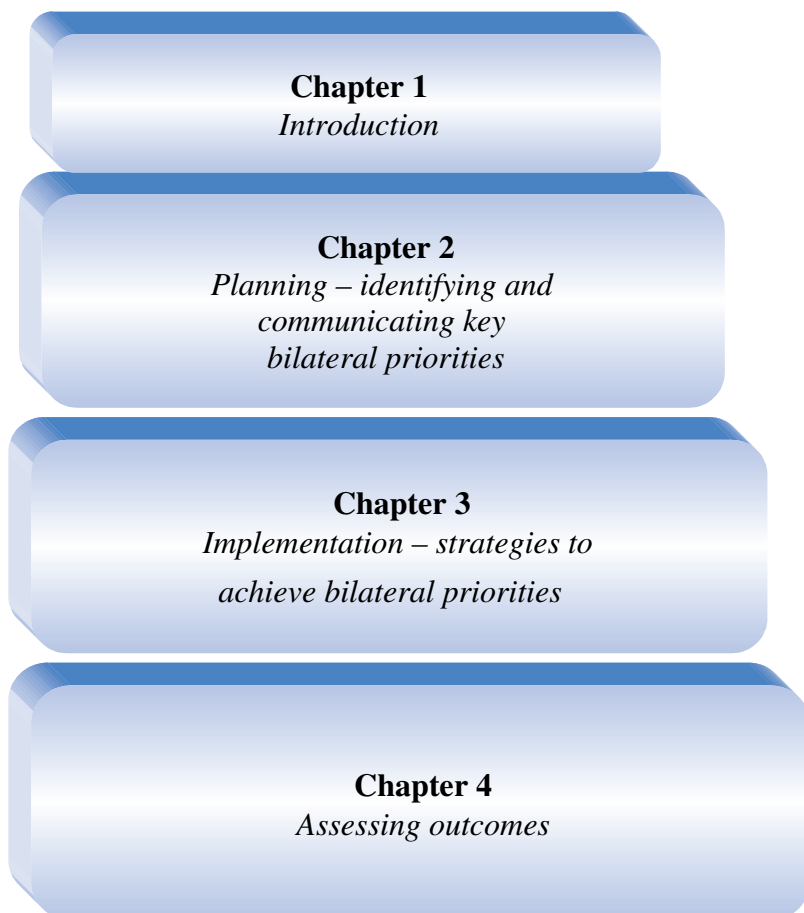 Chapter 1
Introduction
Chapter 2
Planning – identifying and
communicating key
bilateral priorities
Chapter 3
Implementation – strategies to
achieve bilateral priorities
Chapter 4
Assessing outcomes